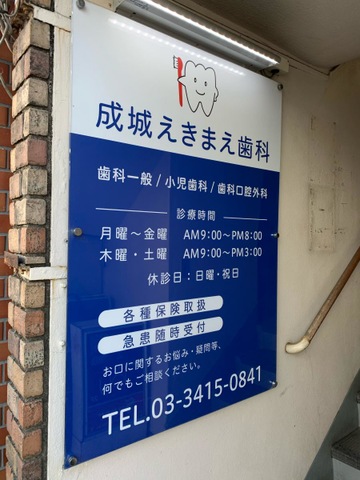 成城えきまえ歯科
歯科一般 / 小児歯科 / 歯科口腔外科
診療時間
月曜～金曜 AM9:00～PM8:00
木曜・土曜 AM9:00～PM3:00
休診日：日曜・祝日
各種保険取扱
急患随時受付
お口に関するお悩み・疑問等、
何でもご相談ください。
TEL.03-3415-0841